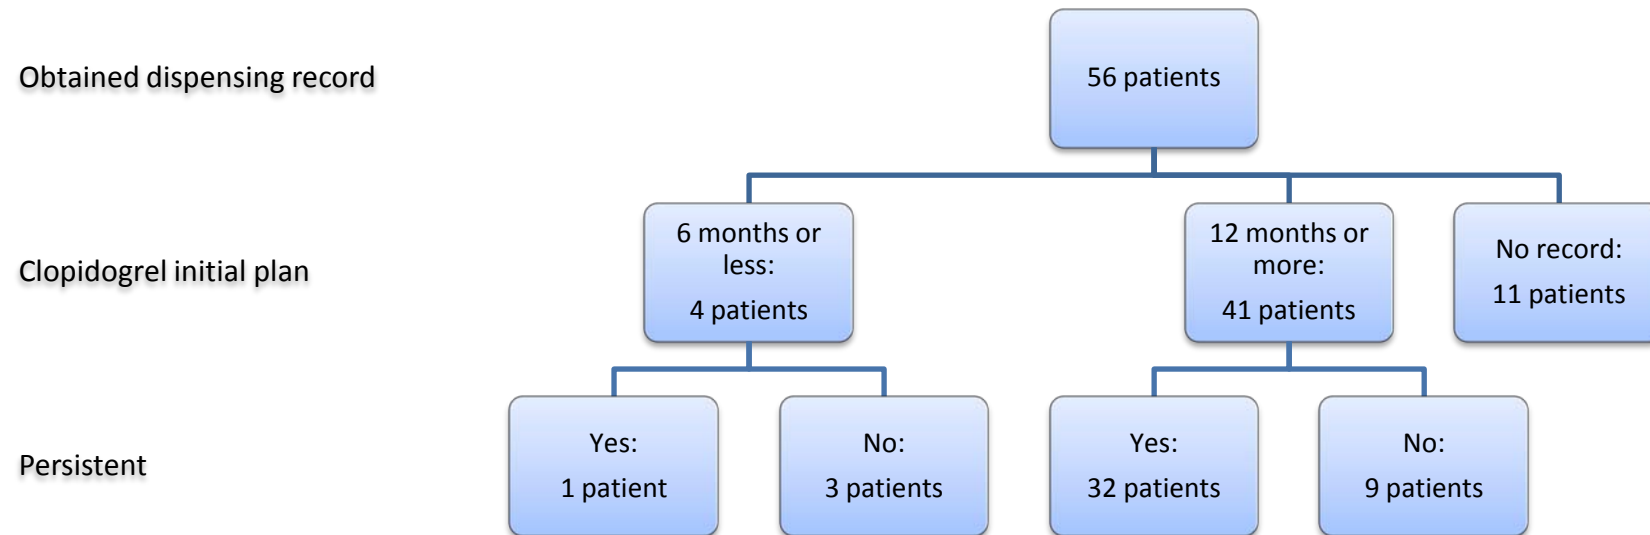 Obtained dispensing record
56 patients
Clopidogrel initial plan
6 months or
less:
4 patients
12 months or
more:
41 patients
No record:
11 patients
Persistent
Yes:
1 patient
No:
3 patients
Yes:
32 patients
No:
9 patients